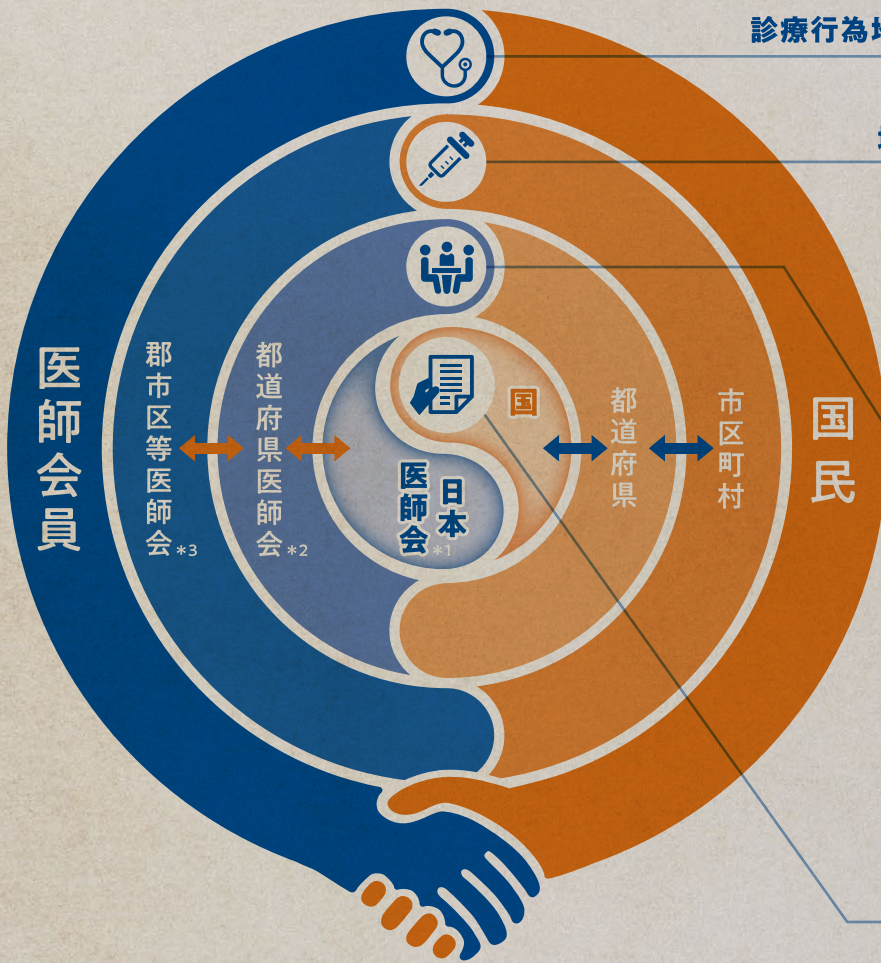 診療行為
医師会員
郡市区等医師会*3
都道府県医師会*2
日本
医師会*1
国
都道府県
市区町村
国民